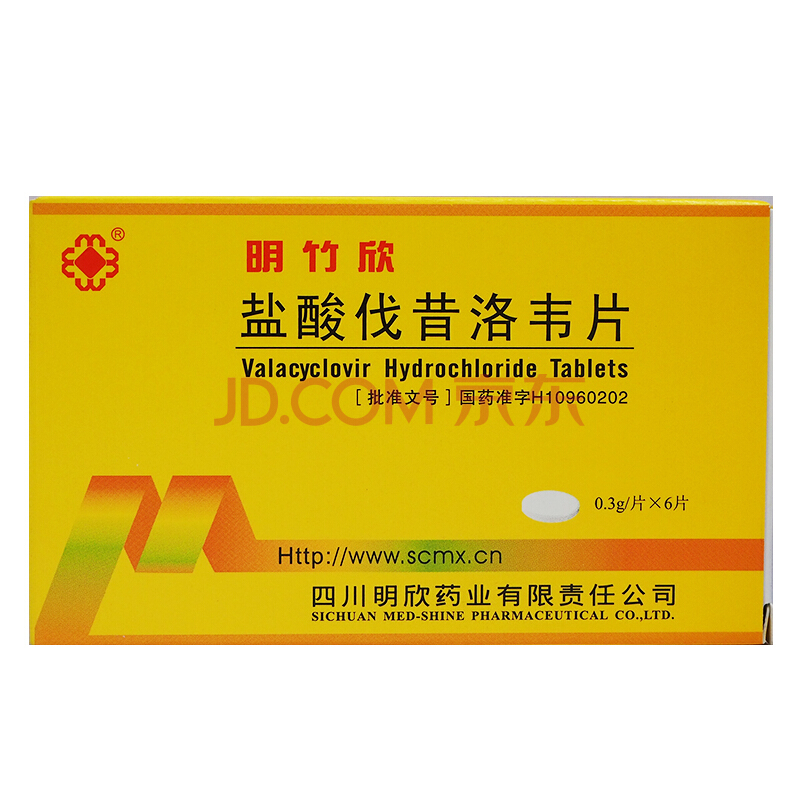 ®
明竹欣
盐酸伐昔洛韦片
Valacyclovir Hydrochloride Tablets
[批准文号]国药准字H10960202
JD.COM 京东
0.3g/片×6片
Http://www.scmx.cn
四川明欣药业有限责任公司
SICHUAN MED-SHINE PHARMACEUTICAL CO.,LTD.